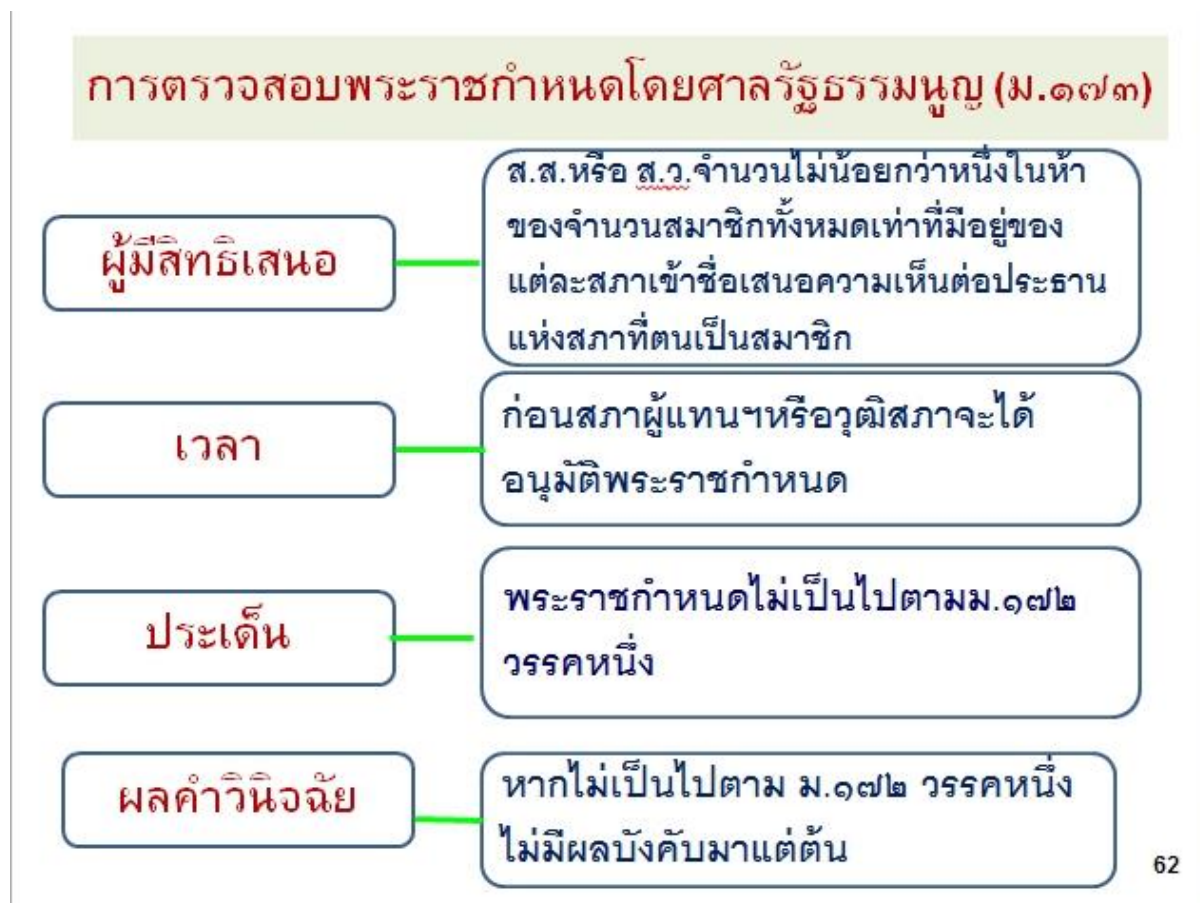 การตรวจสอบพระราชกำหนดโดยศาลรัฐธรรมนูญ (ม.๑๗๓)
ผู้มีสิทธิเสนอ
ส.ส.หรือ ส.ว.จำนวนไม่น้อยกว่าหนึ่งในห้า
ของจำนวนสมาชิกทั้งหมดเท่าที่มีอยู่ของ
แต่ละสภาเข้าชื่อเสนอความเห็นต่อประธาน
แห่งสภาที่ตนเป็นสมาชิก
เวลา
ก่อนสภาผู้แทนฯหรือวุฒิสภาจะได้
อนุมัติพระราชกำหนด
ประเด็น
พระราชกำหนดไม่เป็นไปตามม.๑๗๒
วรรคหนึ่ง
ผลคำวินิจฉัย
หากไม่เป็นไปตาม ม.๑๗๒ วรรคหนึ่ง
ไม่มีผลบังคับมาแต่ต้น
62